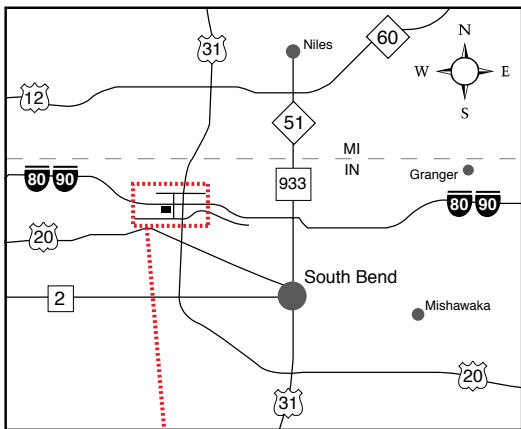 31
60
Niles
N
W
E
S
12
51
MI
IN
Granger
80 90
933
80 90
20
South Bend
2
Mishawaka
20
31